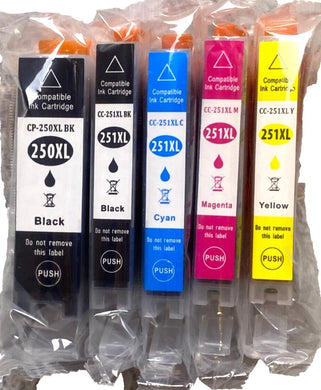 Compatible
Ink Cartridge
CP-250XL BK
250XL
Black
Do not remove
this label
PUSH
Compatible
Ink Cartridge
CC-251XL BK
251XL
Black
Do not remove
this label
PUSH
Compatible
Ink Cartridge
CC-251XL C
251XL
Cyan
Do not remove
this label
PUSH
Compatible
Ink Cartridge
CC-251XL M
251XL
Magenta
Do not remove
this label
PUSH
Compatible
Ink Cartridge
CC-251XL Y
251XL
Yellow
Do not remove
this label
PUSH